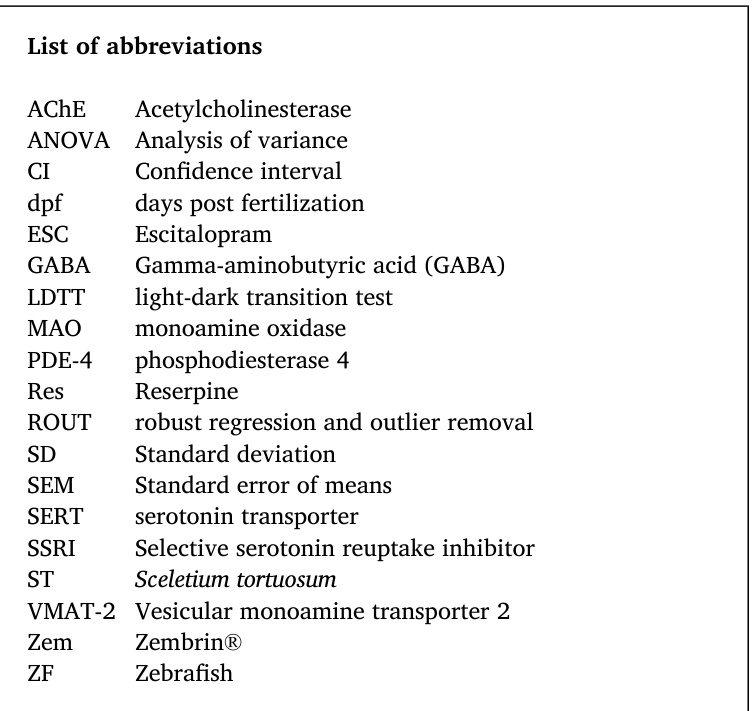 List of abbreviations
AChE Acetylcholinesterase
ANOVA Analysis of variance
CI Confidence interval
dpf days post fertilization
ESC Escitalopram
GABA Gamma-aminobutyric acid (GABA)
LDTT light-dark transition test
MAO monoamine oxidase
PDE-4 phosphodiesterase 4
Res Reserpine
ROUT robust regression and outlier removal
SD Standard deviation
SEM Standard error of means
SERT serotonin transporter
SSRI Selective serotonin reuptake inhibitor
ST Sceletium tortuosum
VMAT-2 Vesicular monoamine transporter 2
Zem Zembrin®
ZF Zebrafish